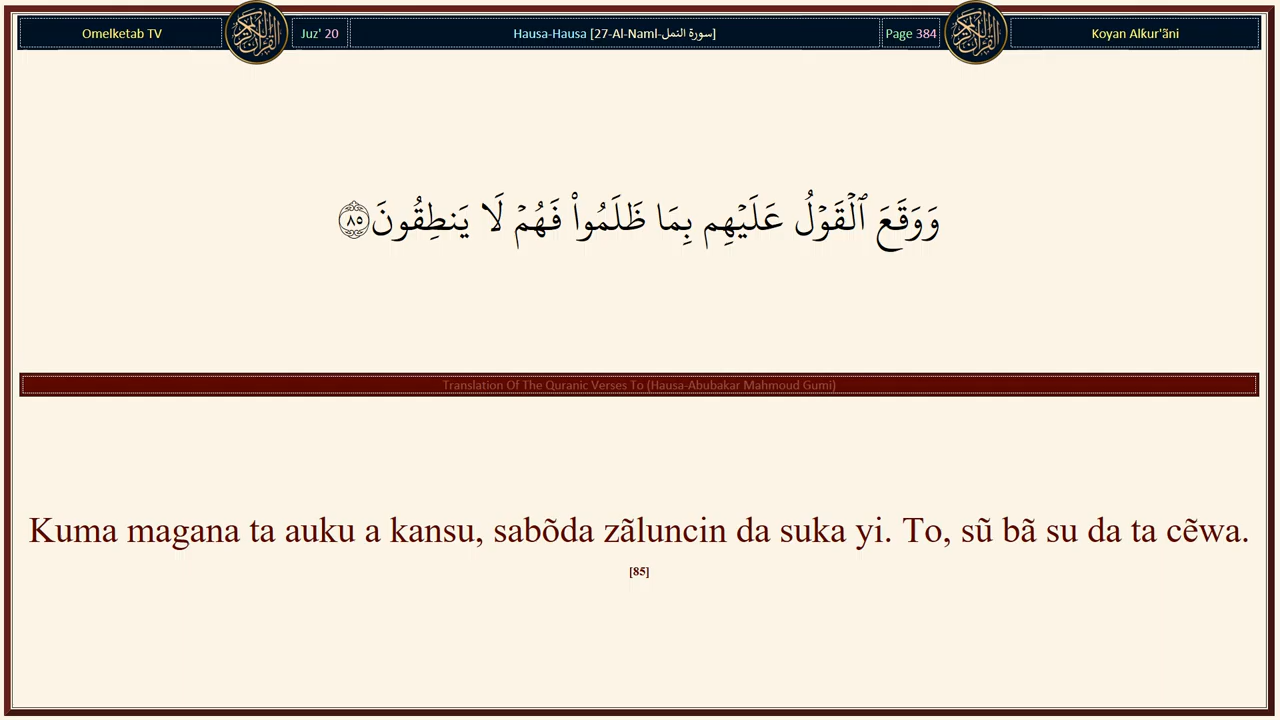 Omelketab TV
Juz' 20
Hausa-Hausa [27-Al-Naml-سورة النمل]
Page 384
Koyan Alƙur'ãni
وَوَقَعَ ٱلۡقَوۡلُ عَلَيۡهِم بِمَا ظَلَمُواْ فَهُمۡ لَا يَنطِقُونَ ٨٥
Translation Of The Quranic Verses To (Hausa-Abubakar Mahmoud Gumi)
Kuma magana ta auku a kansu, sabõda zãluncin da suka yi. To, sũ bã su da ta cẽwa.
[85]